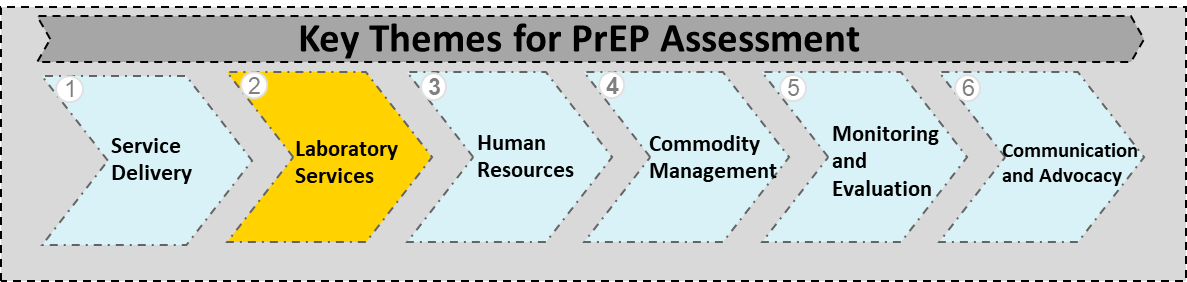 Key Themes for PrEP Assessment
1
Service
Delivery
2
Laboratory
Services
3
Human
Resources
4
Commodity
Management
5
Monitoring
and
Evaluation
6
Communication
and Advocacy